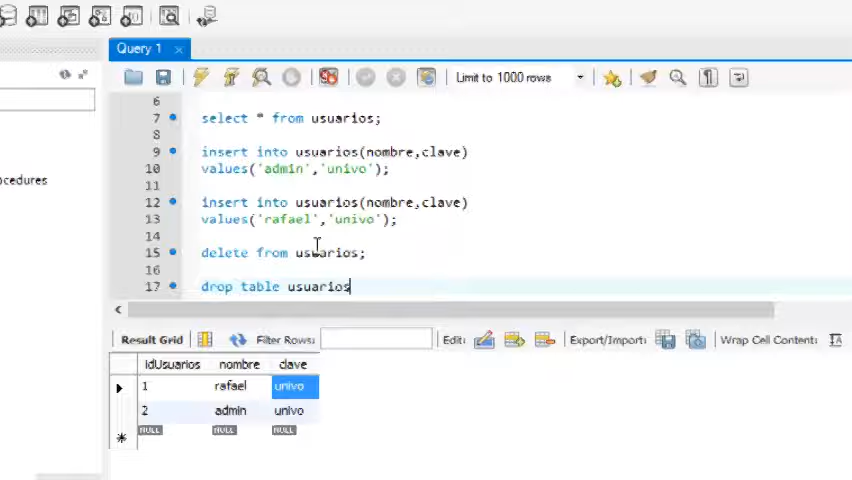 Query 1
Limit to 1000 rows
6
7 select * from usuarios;
8
9 insert into usuarios(nombre,clave)
10 values('admin','univo');
11
12 insert into usuarios(nombre,clave)
13 values('rafael','univo');
14
15 delete from usuarios;
16
17 drop table usuarios
ocedures
Result Grid Filter Rows: Edit: Export/Import: Wrap Cell Content:
idUsuarios nombre clave
1 rafael univo
2 admin univo
NULL NULL NULL